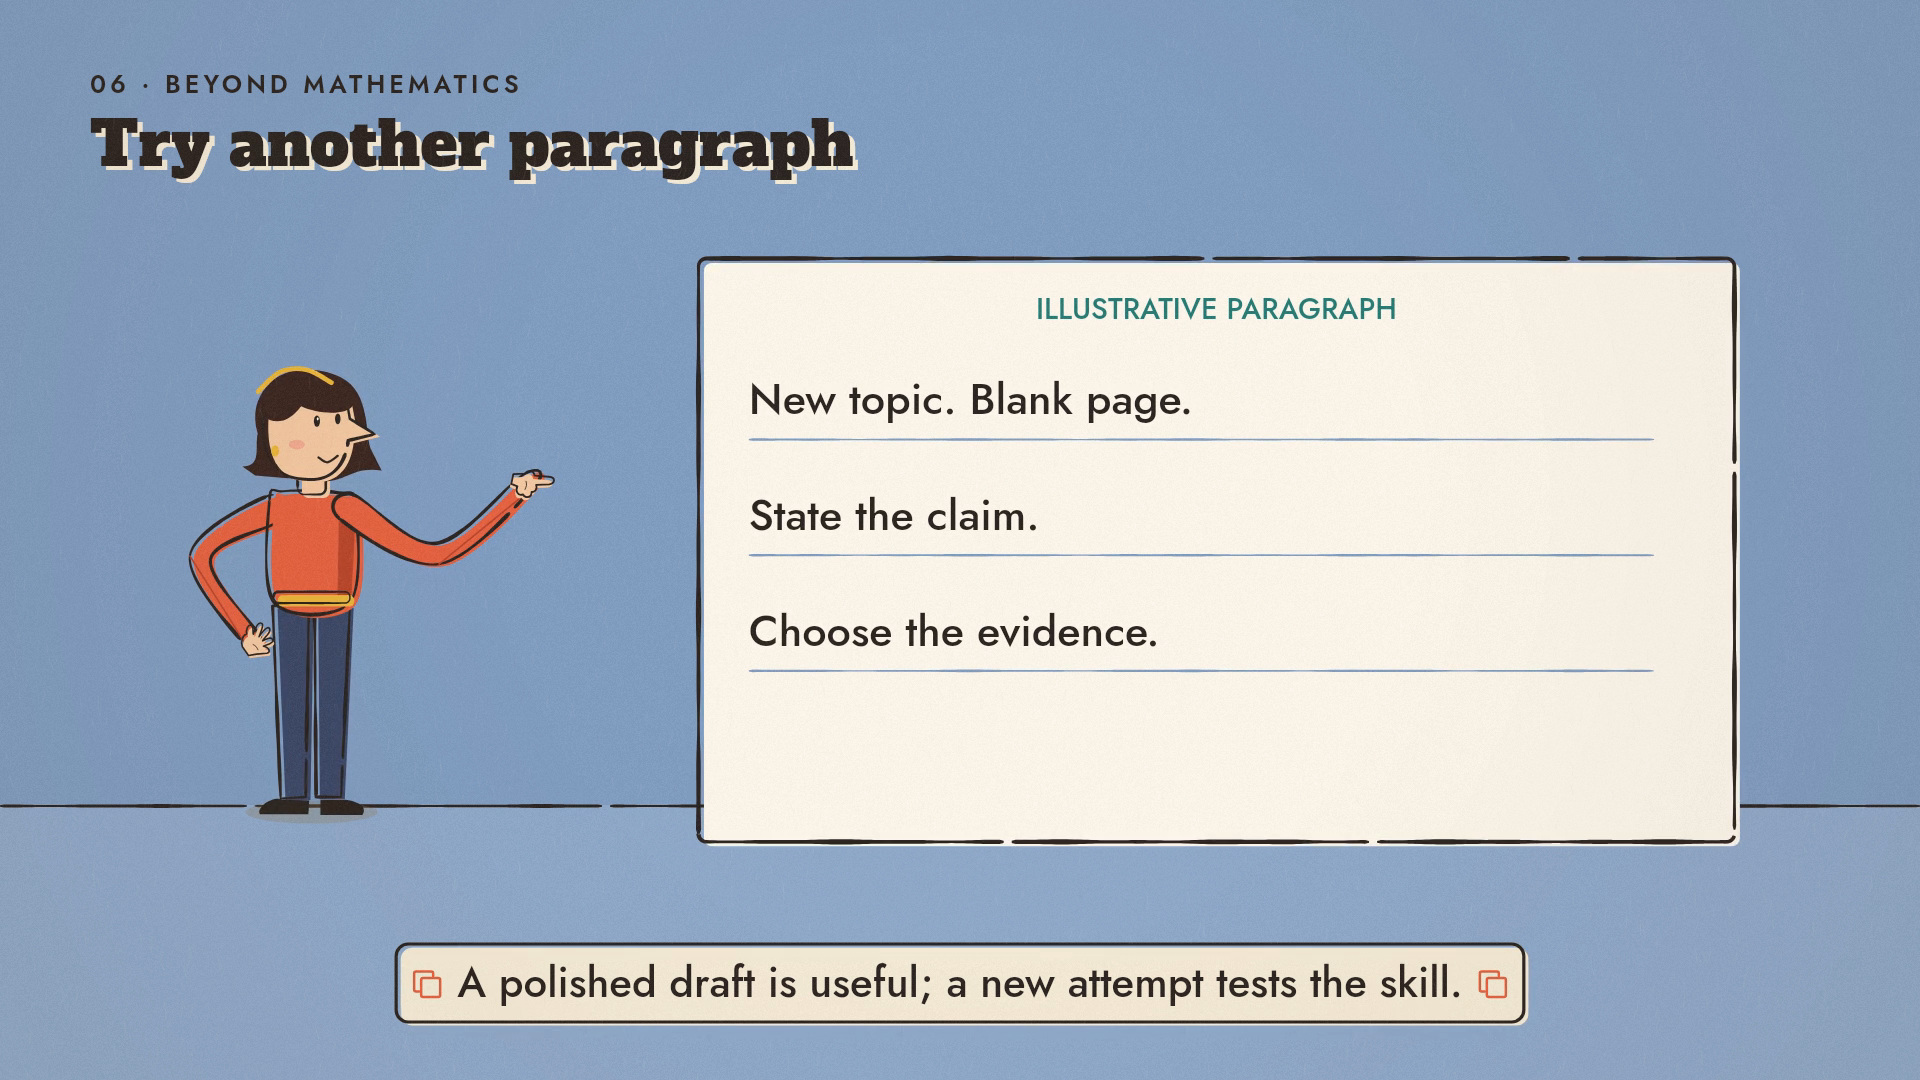 06 · BEYOND MATHEMATICS
Try another paragraph
ILLUSTRATIVE PARAGRAPH
New topic. Blank page.
State the claim.
Choose the evidence.
A polished draft is useful; a new attempt tests the skill.